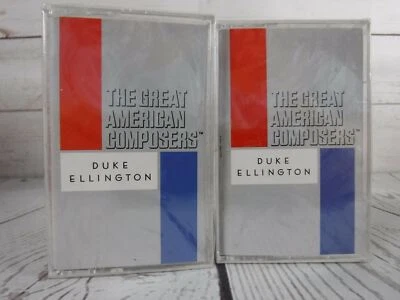 THE GREAT
AMERICAN
COMPOSERS™
DUKE
ELLINGTON
THE GREAT
AMERICAN
COMPOSERS™
DUKE
ELLINGTON